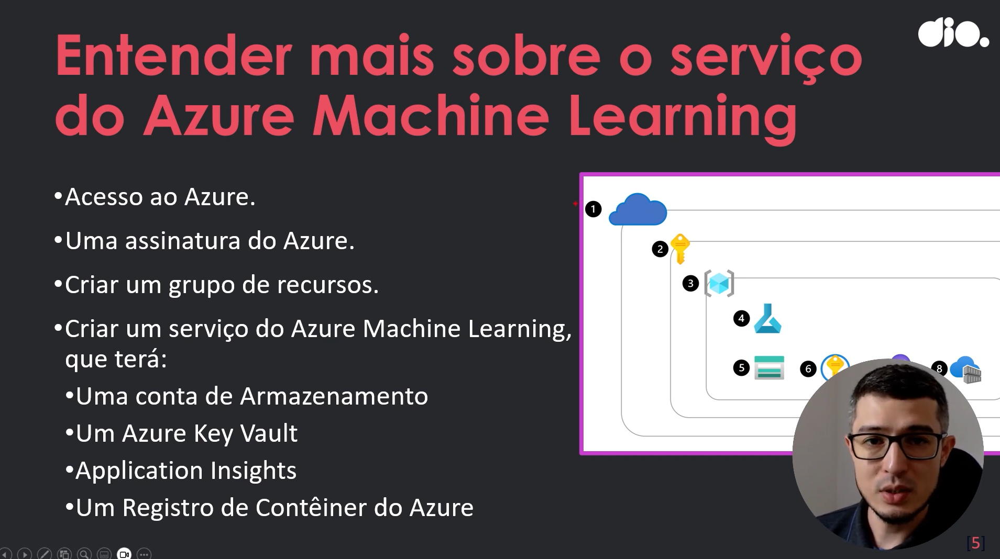 Entender mais sobre o serviço
do Azure Machine Learning
dio.
•Acesso ao Azure.
•Uma assinatura do Azure.
•Criar um grupo de recursos.
•Criar um serviço do Azure Machine Learning,
que terá:
•Uma conta de Armazenamento
•Um Azure Key Vault
•Application Insights
•Um Registro de Contêiner do Azure
1
2
3
4
5
6
8
[5]